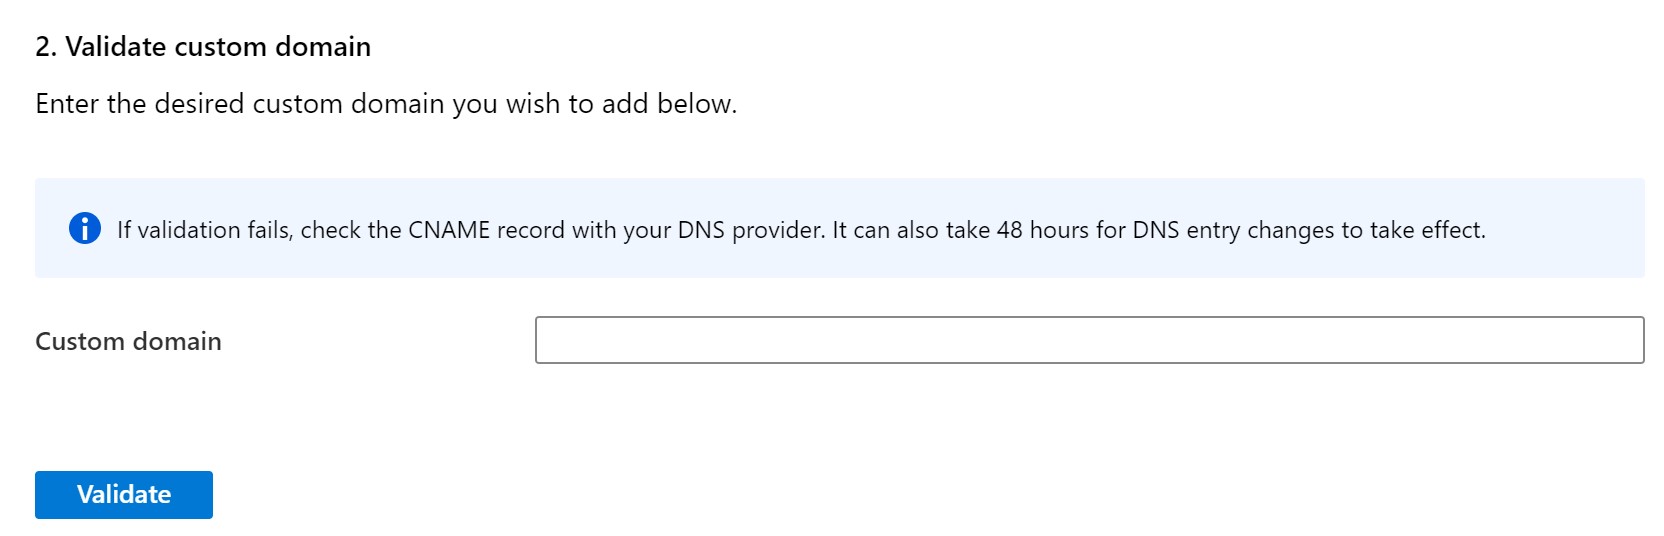 2. Validate custom domain
Enter the desired custom domain you wish to add below.
If validation fails, check the CNAME record with your DNS provider. It can also take 48 hours for DNS entry changes to take effect.
Custom domain
Validate